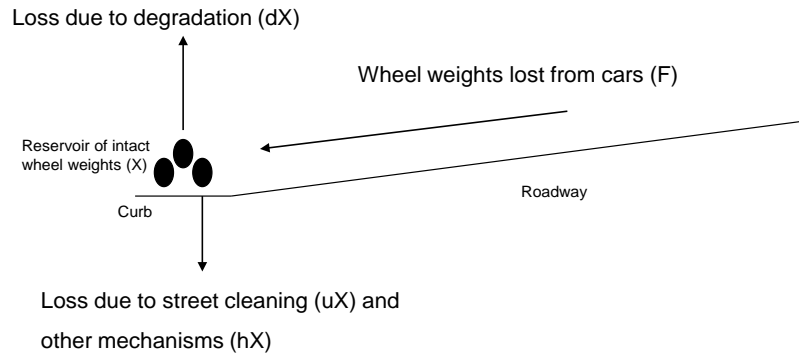 Loss due to degradation (dX)
Wheel weights lost from cars (F)
Reservoir of intact
wheel weights (X)
Roadway
Curb
Loss due to street cleaning (uX) and
other mechanisms (hX)